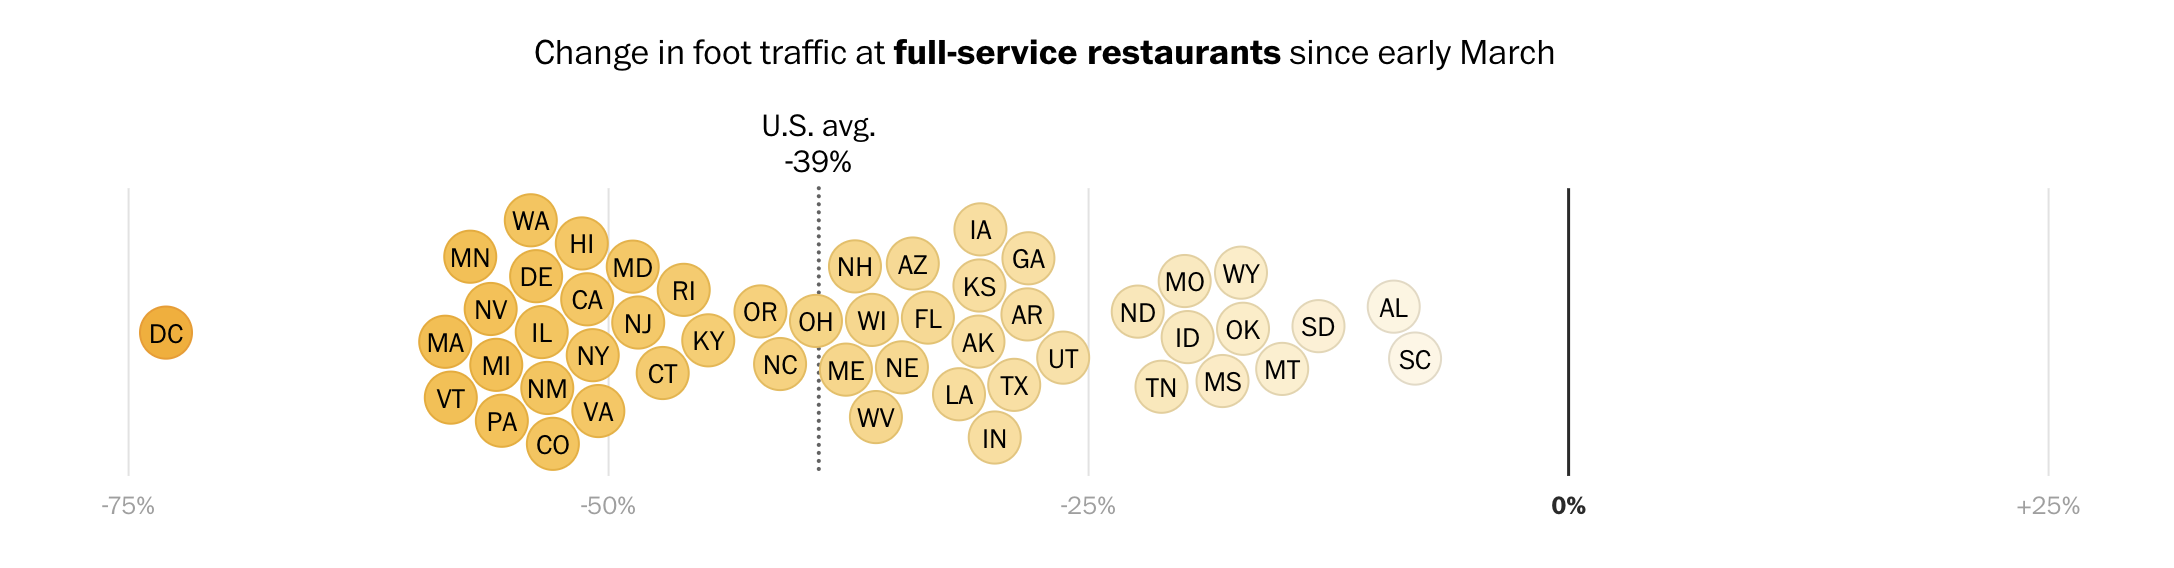 Change in foot traffic at full-service restaurants since early March
U.S. avg.
-39%
WA
IA
HI
MN
GA
NH
AZ
MD
WY
DE
MO
KS
RI
CA
AL
NV
OR
ND
AR
FL
WI
OH
NJ
SD
OK
IL
DC
ID
KY
MA
AK
NY
UT
SC
MI
NC
NE
ME
MT
CT
MS
TX
TN
NM
LA
VT
VA
WV
PA
IN
CO
-75%
-50%
-25%
0%
+25%